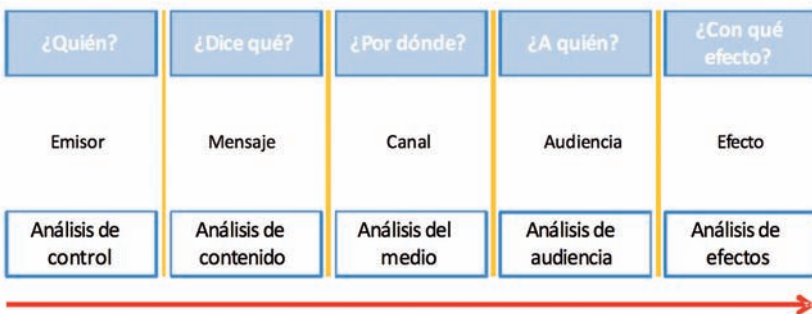 ¿Quién?
¿Dice qué?
¿Por dónde?
¿A quién?
¿Con qué
efecto?
Emisor
Mensaje
Canal
Audiencia
Efecto
Análisis de
control
Análisis de
contenido
Análisis del
medio
Análisis de
audiencia
Análisis de
efectos